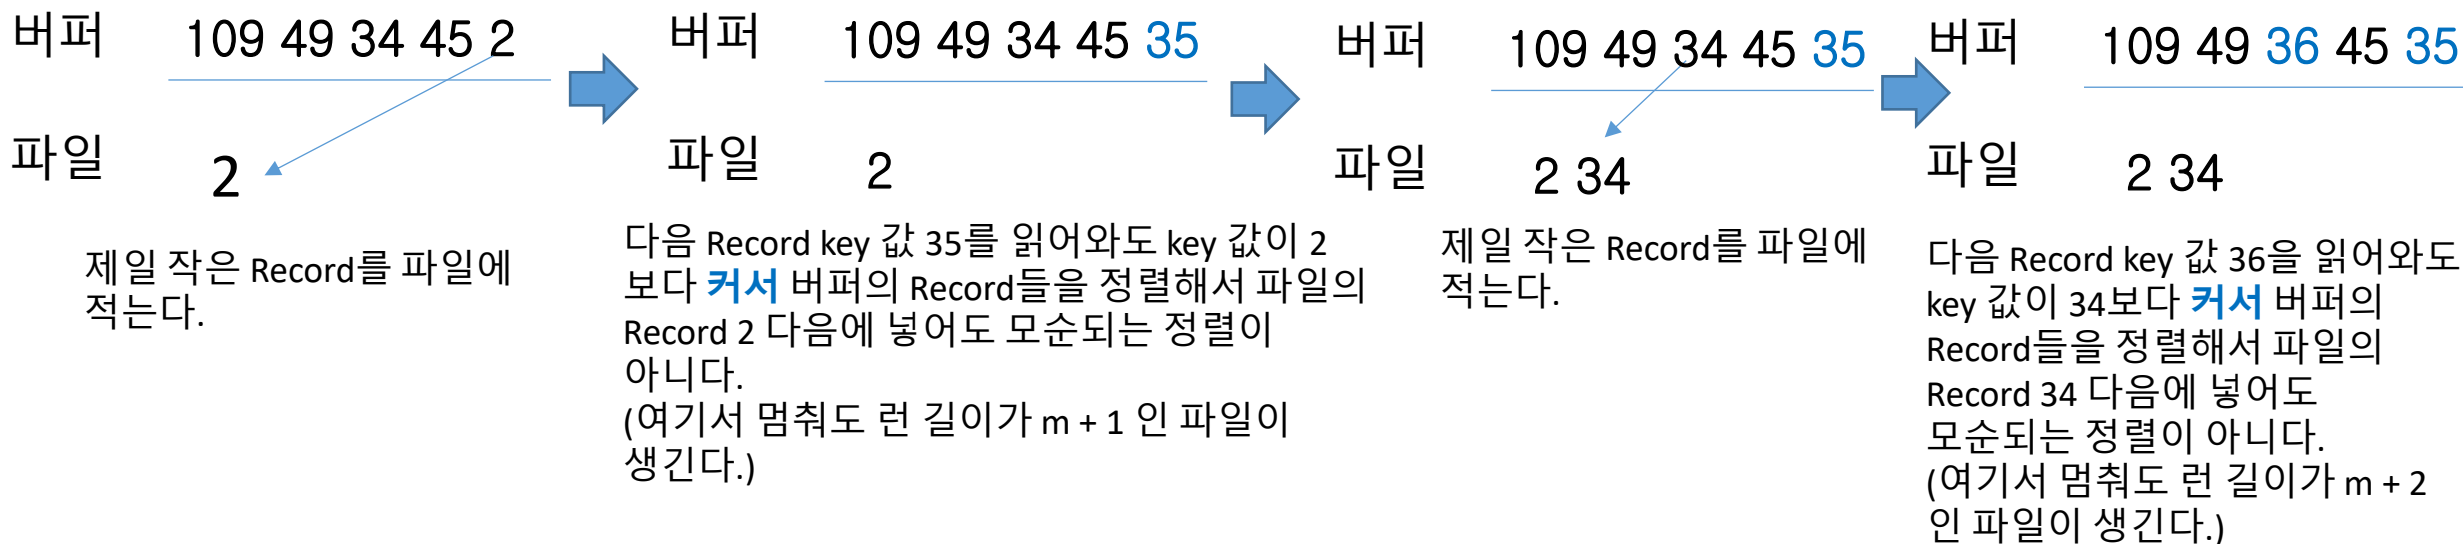 버퍼 109 49 34 45 2
파일 2
제일 작은 Record를 파일에
적는다.
버퍼 109 49 34 45 35
파일 2
다음 Record key 값 35를 읽어와도 key 값이 2
보다 커서 버퍼의 Record들을 정렬해서 파일의
Record 2 다음에 넣어도 모순되는 정렬이
아니다.
(여기서 멈춰도 런 길이가 m + 1 인 파일이
생긴다.)
버퍼 109 49 34 45 35
파일 2 34
제일 작은 Record를 파일에
적는다.
버퍼 109 49 36 45 35
파일 2 34
다음 Record key 값 36을 읽어와도
key 값이 34보다 커서 버퍼의
Record들을 정렬해서 파일의
Record 34 다음에 넣어도
모순되는 정렬이 아니다.
(여기서 멈춰도 런 길이가 m + 2
인 파일이 생긴다.)